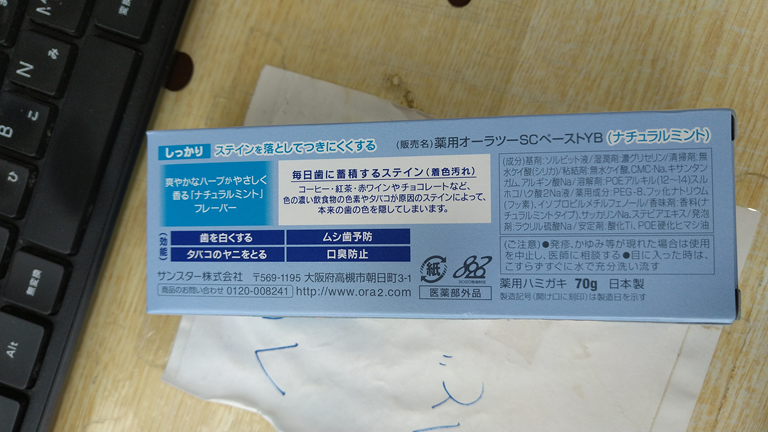 しっかり ステインを落としてつきにくくする
(販売名)薬用オーラツーSCペーストYB (ナチュラルミント)
爽やかなハーブがやさしく
香る「ナチュラルミント」
フレーバー
毎日歯に蓄積するステイン(着色汚れ)
コーヒー・紅茶・赤ワインやチョコレートなど、
色の濃い飲食物の色素やタバコが原因のステインによって、
本来の歯の色を隠してしまいます。
〈効能〉
歯を白くする
ムシ歯予防
タバコのヤニをとる
口臭防止
サンスター株式会社 〒569-1195 大阪府高槻市朝日町3-1
商品のお問い合わせ 0120-008241 http://www.ora2.com
紙
医薬部外品
(成分)基剤:ソルビット液/湿潤剤:濃グリセリン/清掃剤:無
水ケイ酸(シリカ)/粘結剤:無水ケイ酸、CMC・Na、キサンタン
ガム、アルギン酸Na/溶解剤:POEアルキル(12~14)スル
ホコハク酸2Na液/薬用成分:PEG-8、フッ化ナトリウム
(フッ素)、イソプロピルメチルフェノール/香味剤:香料(ナ
チュラルミントタイプ)、サッカリンNa、ステビアエキス/発泡
剤:ラウリル硫酸Na/安定剤:酸化Ti、POE硬化ヒマシ油
(ご注意)●発疹、かゆみ等が現れた場合は使用
を中止し、医師に相談する●目に入った時は、
こすらずすぐに水で充分洗い流す
薬用ハミガキ 70g 日本製
製造記号(開け口に刻印)は製造日を示す
変換
N み
B こ
ひ
無変換
Alt